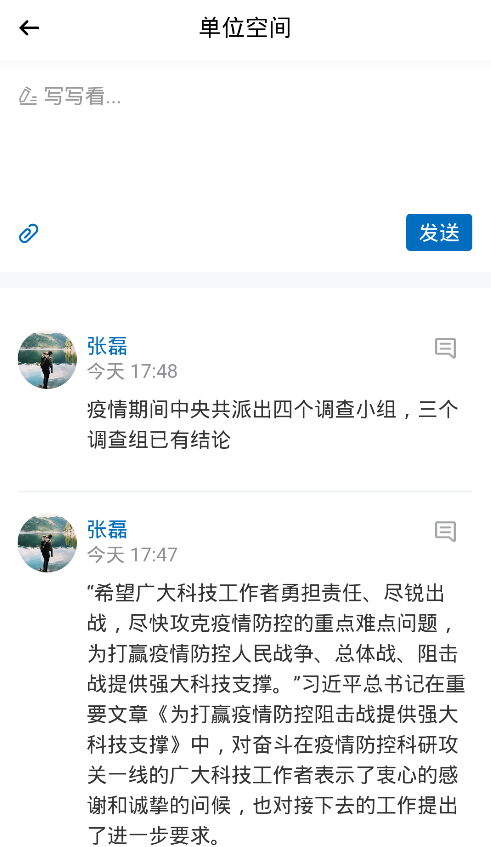 单位空间
写写看...
发送
张磊
今天 17:48
疫情期间中央共派出四个调查小组，三个
调查组已有结论
张磊
今天 17:47
“希望广大科技工作者勇担责任、尽锐出
战，尽快攻克疫情防控的重点难点问题，
为打赢疫情防控人民战争、总体战、阻击
战提供强大科技支撑。”习近平总书记在重
要文章《为打赢疫情防控阻击战提供强大
科技支撑》中，对奋斗在疫情防控科研攻
关一线的广大科技工作者表示了衷心的感
谢和诚挚的问候，也对接下去的工作提出
了进一步要求。